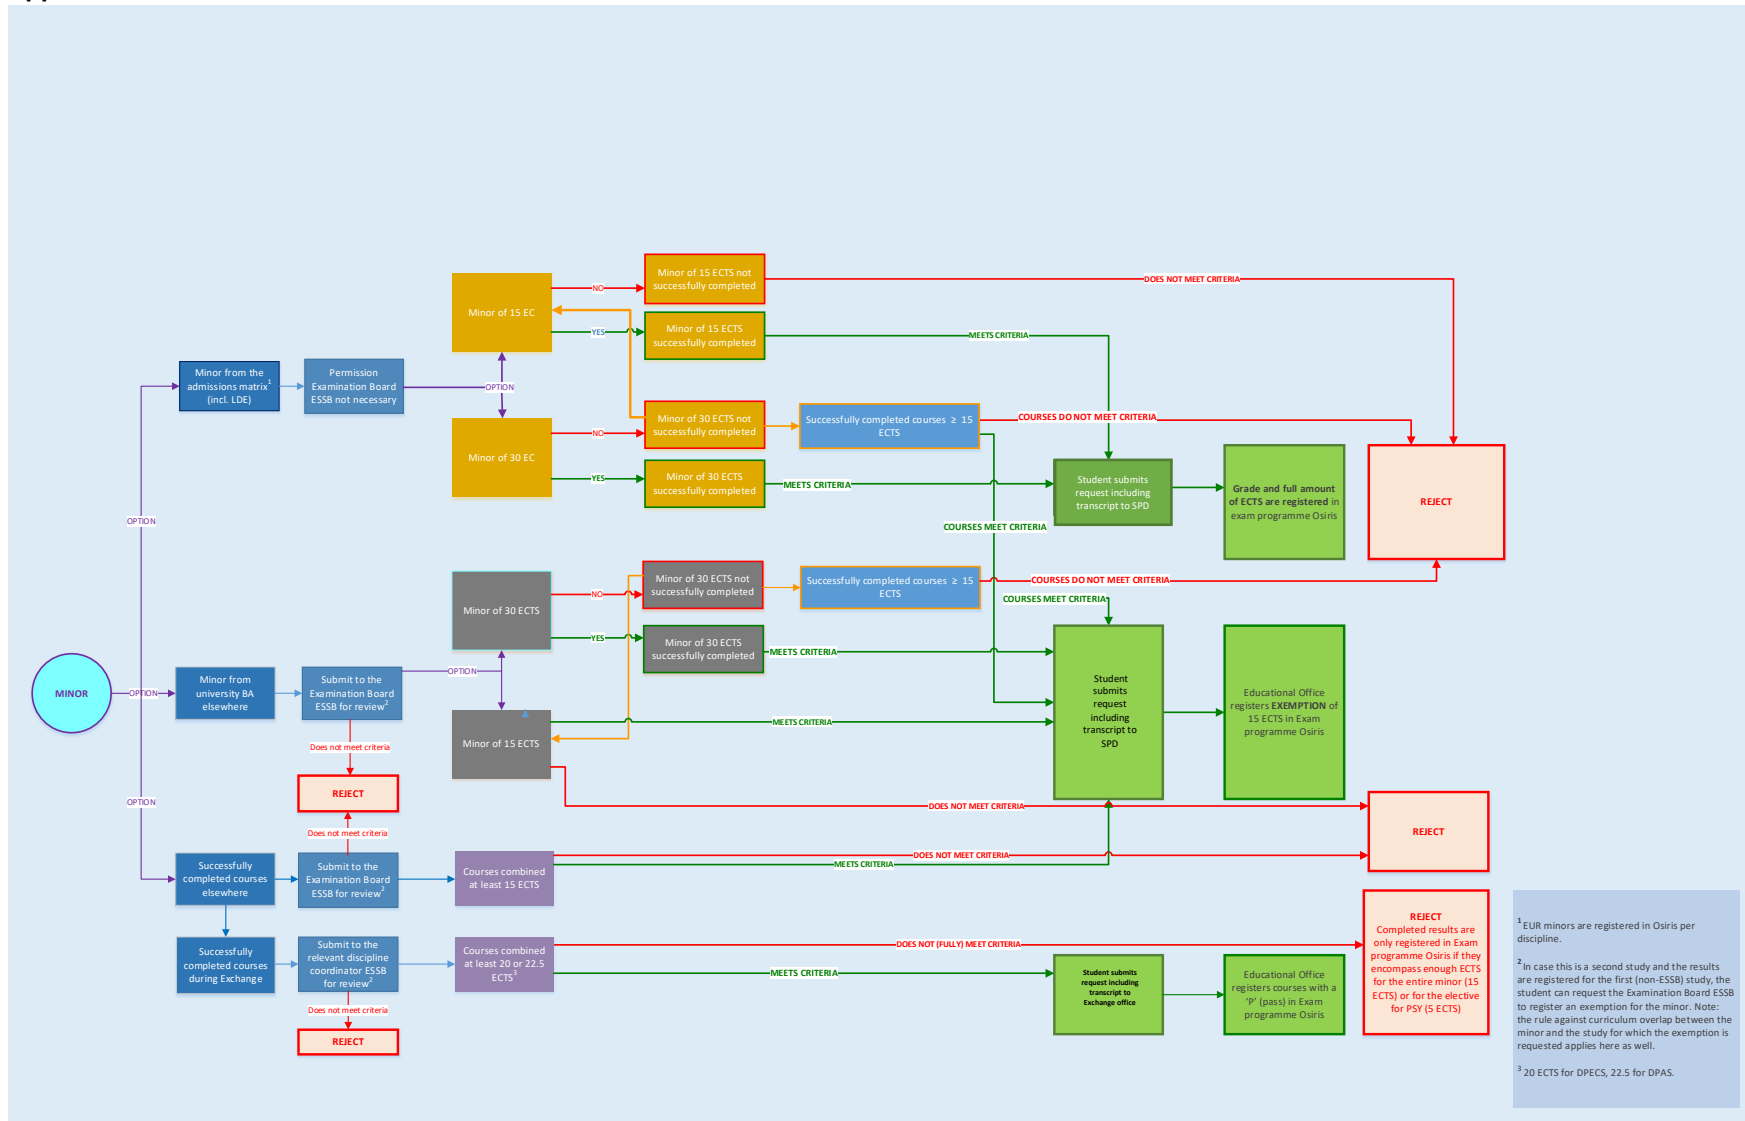 Minor of 15 ECTS not
successfully completed
DOES NOT MEET CRITERIA
NO
Minor of 15 EC
YES
Minor of 15 ECTS
successfully completed
MEETS CRITERIA
Minor from the
admissions matrix1
(incl. LDE)
Permission
Examination Board
ESSB not necessary
OPTION
Minor of 30 ECTS not
successfully completed
Successfully completed courses ≥ 15
ECTS
COURSES DO NOT MEET CRITERIA
NO
Minor of 30 EC
YES
Minor of 30 ECTS
successfully completed
MEETS CRITERIA
Student submits
request including
transcript to SPD
Grade and full amount
of ECTS are registered in
exam programme Osiris
REJECT
OPTION
COURSES MEET CRITERIA
Minor of 30 ECTS not
successfully completed
Successfully completed courses ≥ 15
ECTS
COURSES DO NOT MEET CRITERIA
COURSES MEET CRITERIA
Minor of 30 ECTS
NO
YES
Minor of 30 ECTS
successfully completed
MEETS CRITERIA
OPTION
MINOR
OPTION
Minor from
university BA
elsewhere
Submit to the
Examination Board
ESSB for review2
Student
submits
request
including
transcript to
SPD
Educational Office
registers EXEMPTION of
15 ECTS in Exam
programme Osiris
MEETS CRITERIA
Minor of 15 ECTS
Does not meet criteria
REJECT
OPTION
DOES NOT MEET CRITERIA
REJECT
Does not meet criteria
Successfully
completed courses
elsewhere
Submit to the
Examination Board
ESSB for review2
Courses combined
at least 15 ECTS
DOES NOT MEET CRITERIA
MEETS CRITERIA
Successfully
completed courses
during Exchange
Submit to the
relevant discipline
coordinator ESSB
for review2
Courses combined
at least 20 or 22.5
ECTS3
DOES NOT (FULLY) MEET CRITERIA
MEETS CRITERIA
Student submits
request including
transcript to
Exchange office
Educational Office
registers courses with a
‘P’ (pass) in Exam
programme Osiris
REJECT
Completed results are
only registered in Exam
programme Osiris if they
encompass enough ECTS
for the entire minor (15
ECTS) or for the elective
for PSY (5 ECTS)
Does not meet criteria
REJECT
1 EUR minors are registered in Osiris per
discipline.
2 In case this is a second study and the results
are registered for the first (non-ESSB) study, the
student can request the Examination Board ESSB
to register an exemption for the minor. Note:
the rule against curriculum overlap between the
minor and the study for which the exemption is
requested applies here as well.
3 20 ECTS for DPECS, 22.5 for DPAS.